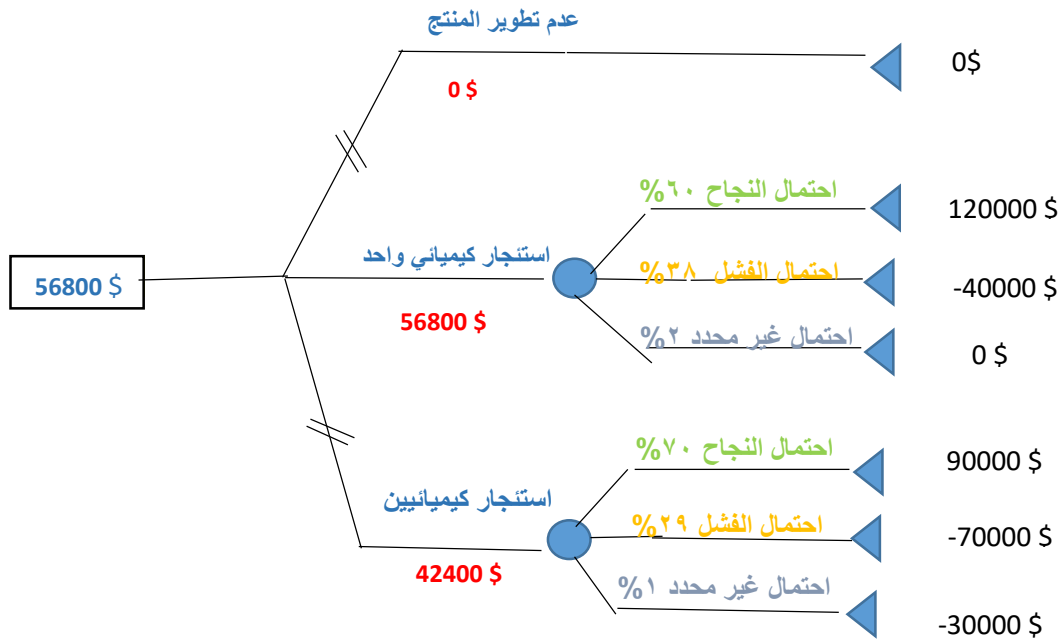 عدم تطوير المنتج
0$
0 $
احتمال النجاح ٦٠%
120000 $
استئجار كيميائي واحد
احتمال الفشل ٣٨%
-40000 $
56800 $
56800 $
احتمال غير محدد ٢%
0 $
احتمال النجاح ٧٠%
90000 $
استئجار كيميائيين
احتمال الفشل ٢٩%
-70000 $
42400 $
احتمال غير محدد ١%
-30000 $